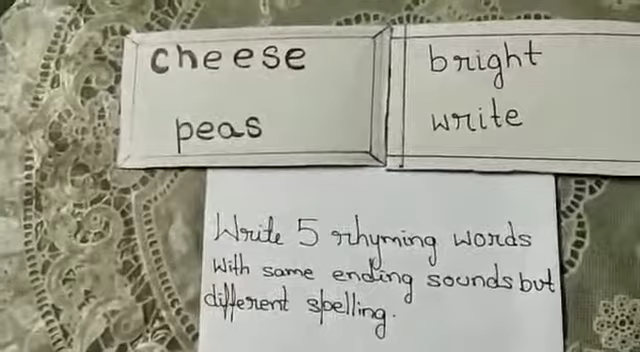 cheese
peas
bright
write
Write 5 rhyming words
with same ending sounds but
different spelling.